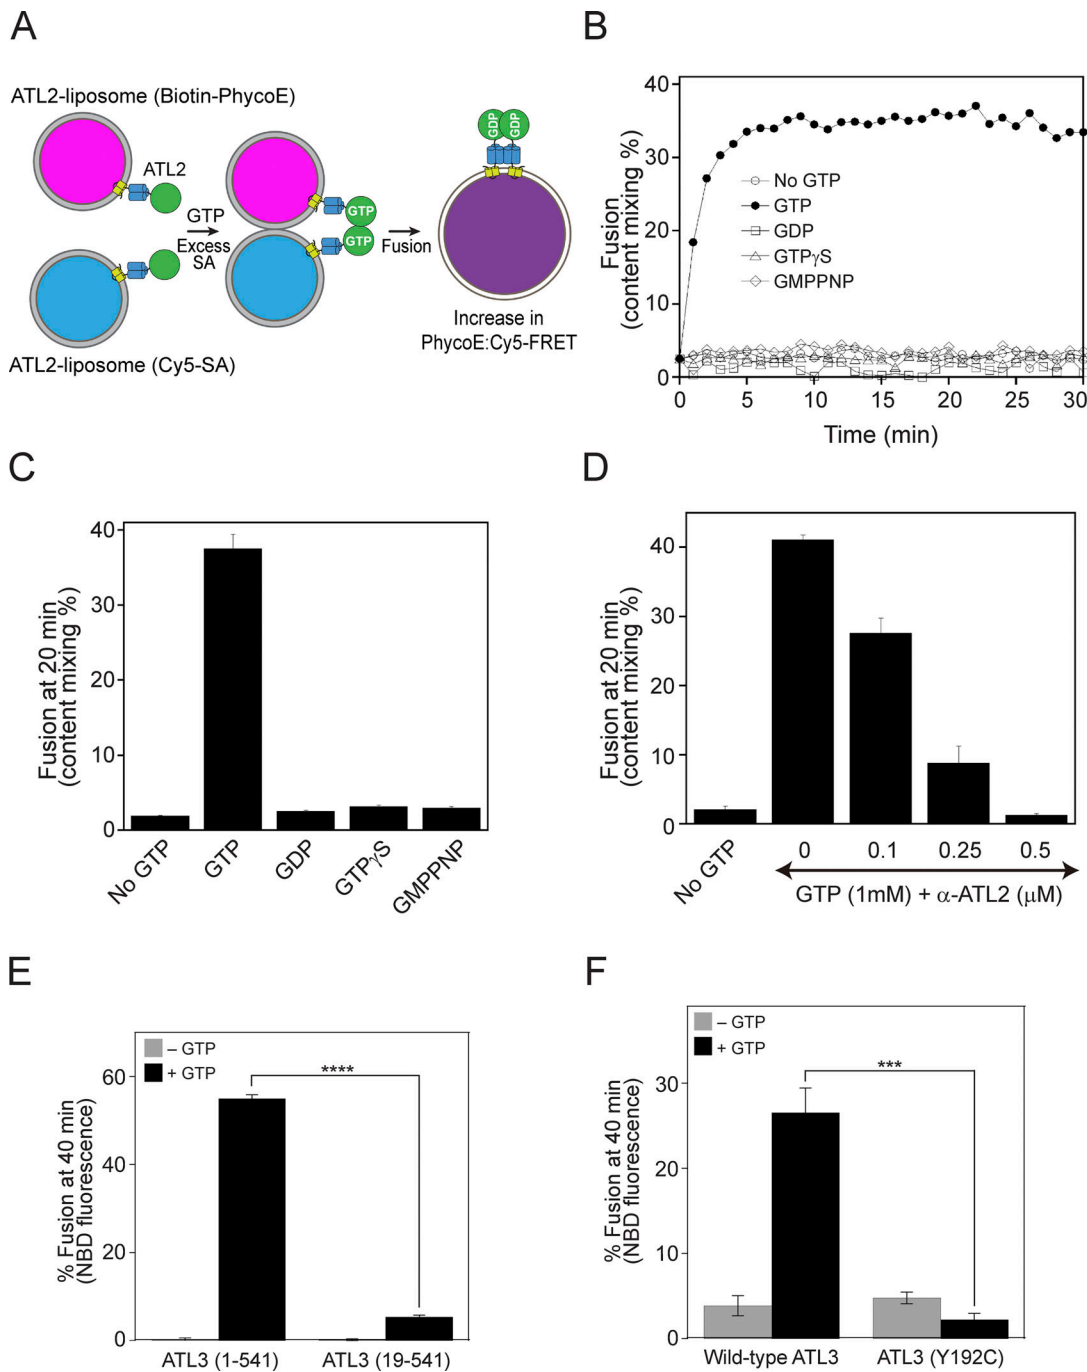 A
ATL2-liposome (Biotin-PhycoE)
ATL2
GTP
Excess
SA
GTP
GTP
Fusion
GDP
GDP
Increase in
PhycoE:Cy5-FRET
ATL2-liposome (Cy5-SA)
B
Fusion
(content mixing %)
40
30
20
10
0
No GTP
GTP
GDP
GTPγS
GMPPNP
0
5
10
15
20
25
30
Time (min)
C
Fusion at 20 min
(content mixing %)
40
30
20
10
0
No GTP
GTP
GDP
GTPγS
GMPPNP
D
Fusion at 20 min
(content mixing %)
40
30
20
10
0
No GTP
0
0.1
0.25
0.5
GTP (1mM) + α-ATL2 (μM)
E
% Fusion at 40 min
(NBD fluorescence)
– GTP
+ GTP
****
60
40
20
0
ATL3 (1-541)
ATL3 (19-541)
F
% Fusion at 40 min
(NBD fluorescence)
– GTP
+ GTP
***
30
20
10
0
Wild-type ATL3
ATL3 (Y192C)